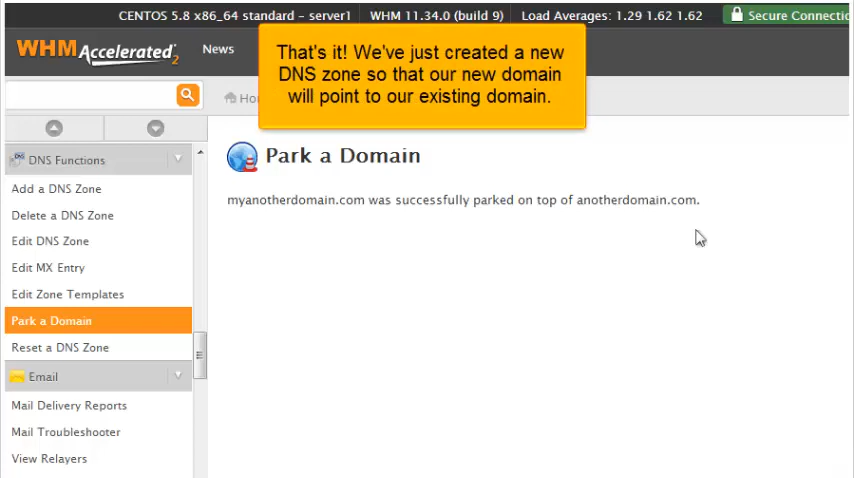 CENTOS 5.8 x86_64 standard – server1 WHM 11.34.0 (build 9) Load Averages: 1.29 1.62 1.62 Secure Connectio
WHM Accelerated 2
News
That's it! We've just created a new
DNS zone so that our new domain
will point to our existing domain.
Ho
DNS Functions
Add a DNS Zone
Delete a DNS Zone
Edit DNS Zone
Edit MX Entry
Edit Zone Templates
Park a Domain
Reset a DNS Zone
Email
Mail Delivery Reports
Mail Troubleshooter
View Relayers
Park a Domain
myanotherdomain.com was successfully parked on top of anotherdomain.com.